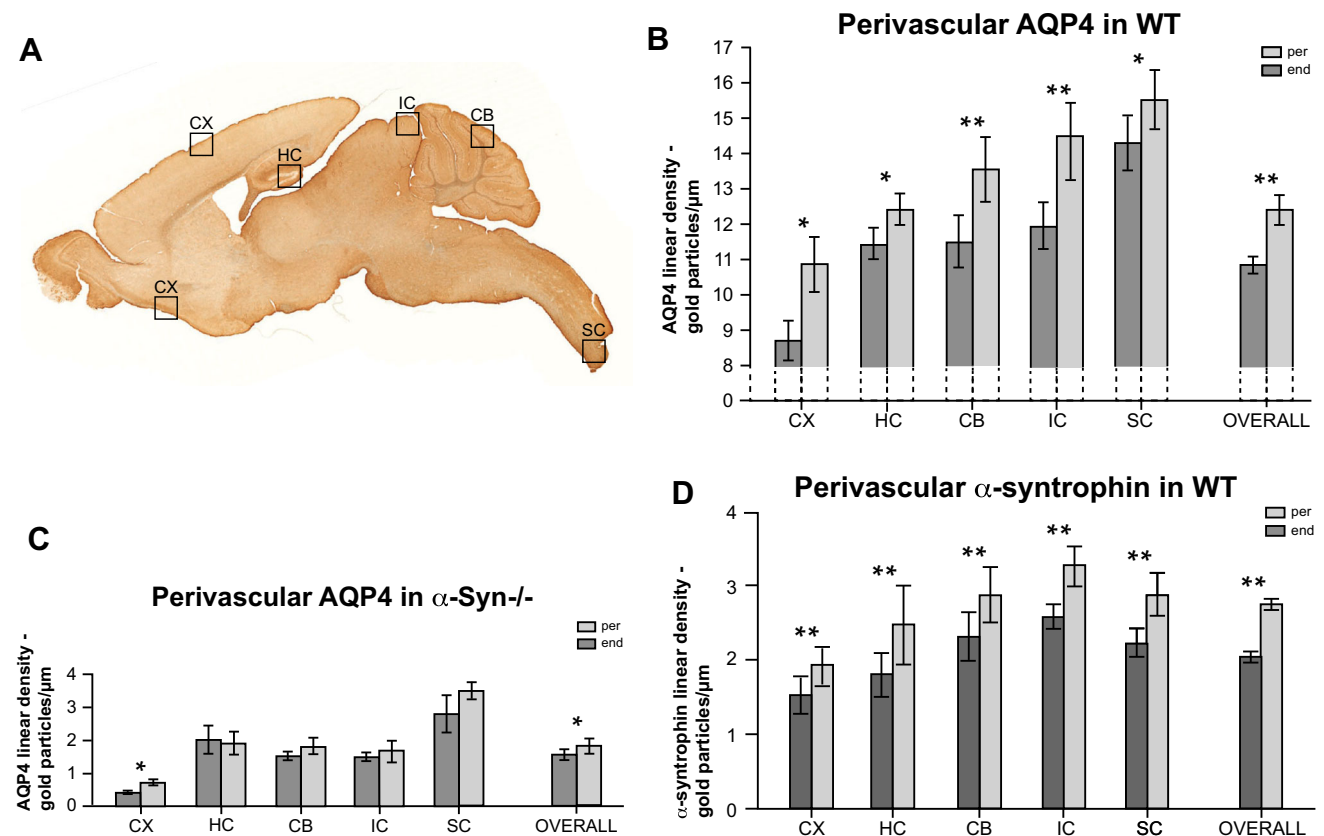 A
CX
HC
IC
CB
CX
SC
B
Perivascular AQP4 in WT
per
end
AQP4 linear density -
gold particles/μm
17
16
15
14
13
12
11
10
9
8
0
*
*
**
**
*
**
CX
HC
CB
IC
SC
OVERALL
C
Perivascular AQP4 in α-Syn-/-
per
end
AQP4 linear density -
gold particles/μm
4
3
2
1
0
*
*
CX
HC
CB
IC
SC
OVERALL
D
Perivascular α-syntrophin in WT
per
end
α-syntrophin linear density -
gold particles/μm
4
3
2
1
0
**
**
**
**
**
**
CX
HC
CB
IC
SC
OVERALL